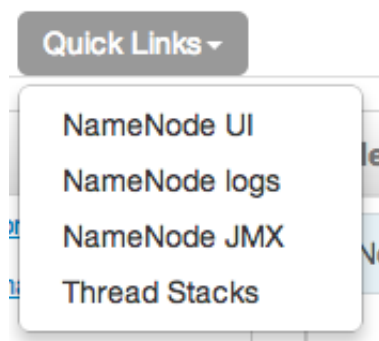 Quick Links
NameNode UI
NameNode logs
NameNode JMX
Thread Stacks